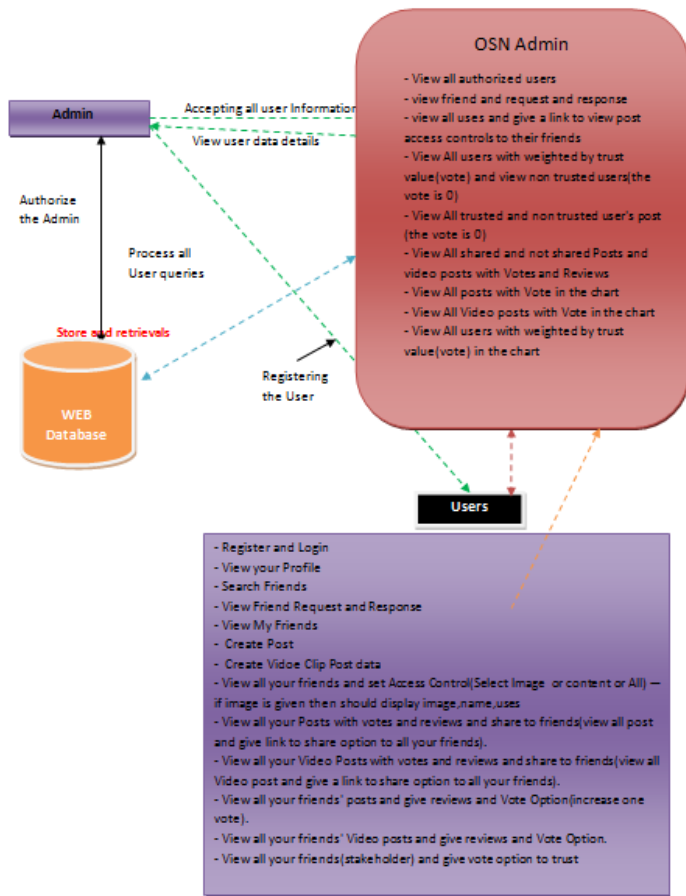 OSN Admin
- View all authorized users
- view friend and request and response
- view all uses and give a link to view post
access controls to their friends
- View All users with weighted by trust
value(vote) and view non trusted users(the
vote is 0)
- View All trusted and non trusted user's post
(the vote is 0)
- View All shared and not shared Posts and
video posts with Votes and Reviews
- View All posts with Vote in the chart
- View All Video posts with Vote in the chart
- View All users with weighted by trust
value(vote) in the chart
Admin
Accepting all user Information
View user data details
Authorize
the Admin
Process all
User queries
Store and retrievals
WEB
Database
Registering
the User
Users
- Register and Login
- View your Profile
- Search Friends
- View Friend Request and Response
- View My Friends
- Create Post
- Create Vidoe Clip Post data
- View all your friends and set Access Control(Select Image or content or All) —
if image is given then should display image,name,uses
- View all your Posts with votes and reviews and share to friends(view all post
and give link to share option to all your friends).
- View all your Video Posts with votes and reviews and share to friends(view all
Video post and give a link to share option to all your friends).
- View all your friends' posts and give reviews and Vote Option(increase one
vote).
- View all your friends' Video posts and give reviews and Vote Option.
- View all your friends(stakeholder) and give vote option to trust